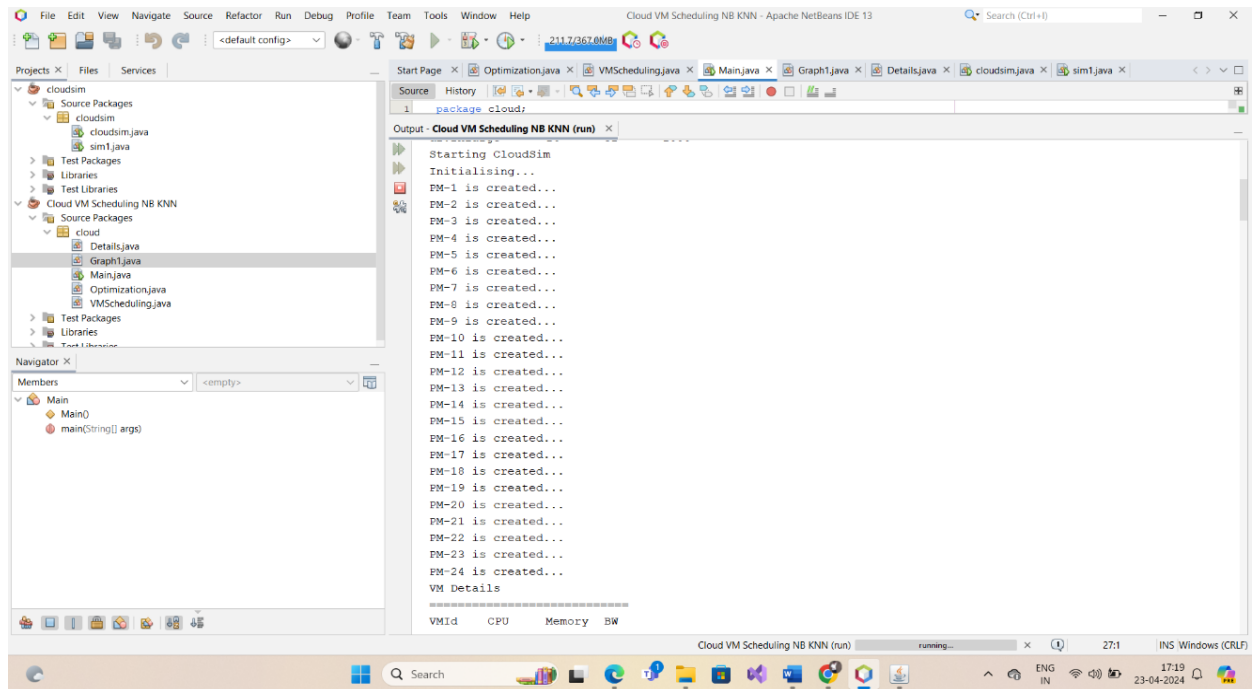 File Edit View Navigate Source Refactor Run Debug Profile Team Tools Window Help
Cloud VM Scheduling NB KNN - Apache NetBeans IDE 13
Search (Ctrl+I)
<default config>
211.7/367.0MB
Projects Files Services
cloudsim
Source Packages
cloudsim
cloudsim.java
sim1.java
Test Packages
Libraries
Test Libraries
Cloud VM Scheduling NB KNN
Source Packages
cloud
Details.java
Graph1.java
Main.java
Optimization.java
VMScheduling.java
Test Packages
Libraries
Test Libraries
Navigator
Members
<empty>
Main
Main()
main(String[] args)
Start Page Optimization.java VMScheduling.java Main.java Graph1.java Details.java cloudsim.java sim1.java
Source History
1 package cloud;
Output - Cloud VM Scheduling NB KNN (run)
Starting CloudSim
Initialising...
PM-1 is created...
PM-2 is created...
PM-3 is created...
PM-4 is created...
PM-5 is created...
PM-6 is created...
PM-7 is created...
PM-8 is created...
PM-9 is created...
PM-10 is created...
PM-11 is created...
PM-12 is created...
PM-13 is created...
PM-14 is created...
PM-15 is created...
PM-16 is created...
PM-17 is created...
PM-18 is created...
PM-19 is created...
PM-20 is created...
PM-21 is created...
PM-22 is created...
PM-23 is created...
PM-24 is created...
VM Details
============================
VMId CPU Memory BW
Cloud VM Scheduling NB KNN (run) running... 27:1 INS Windows (CRLF)
Search
ENG
IN
17:19
23-04-2024